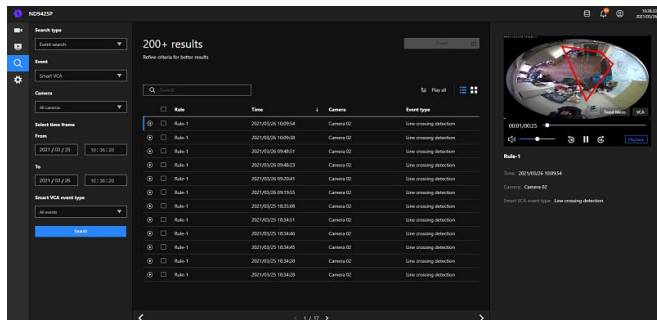 ND9425P
Search type
Event search
Event
Smart VCA
Camera
All cameras
Select time frame
From
2021 / 03 / 25 10 : 36 : 20
To
2021 / 03 / 26 10 : 36 : 20
Smart VCA event type
All events
Search
200+ results
Refine criteria for better results
Export
Search
Play all
Rule Time Camera Event type
Rule-1 2021/03/26 10:09:54 Camera 02 Line crossing detection
Rule-1 2021/03/26 10:09:38 Camera 02 Line crossing detection
Rule-1 2021/03/26 09:48:51 Camera 02 Line crossing detection
Rule-1 2021/03/26 09:48:23 Camera 02 Line crossing detection
Rule-1 2021/03/26 09:20:41 Camera 02 Line crossing detection
Rule-1 2021/03/26 09:19:55 Camera 02 Line crossing detection
Rule-1 2021/03/25 18:35:08 Camera 02 Line crossing detection
Rule-1 2021/03/25 18:34:51 Camera 02 Line crossing detection
Rule-1 2021/03/25 18:34:46 Camera 02 Line crossing detection
Rule-1 2021/03/25 18:34:45 Camera 02 Line crossing detection
Rule-1 2021/03/25 18:34:28 Camera 02 Line crossing detection
Rule-1 2021/03/25 18:34:28 Camera 02 Line crossing detection
1 / 17
2021/03/26
Trend Micro VCA
00:01/00:25
Playback
Rule-1
Time: 2021/03/26 10:09:54
Camera: Camera 02
Smart VCA event type: Line crossing detection